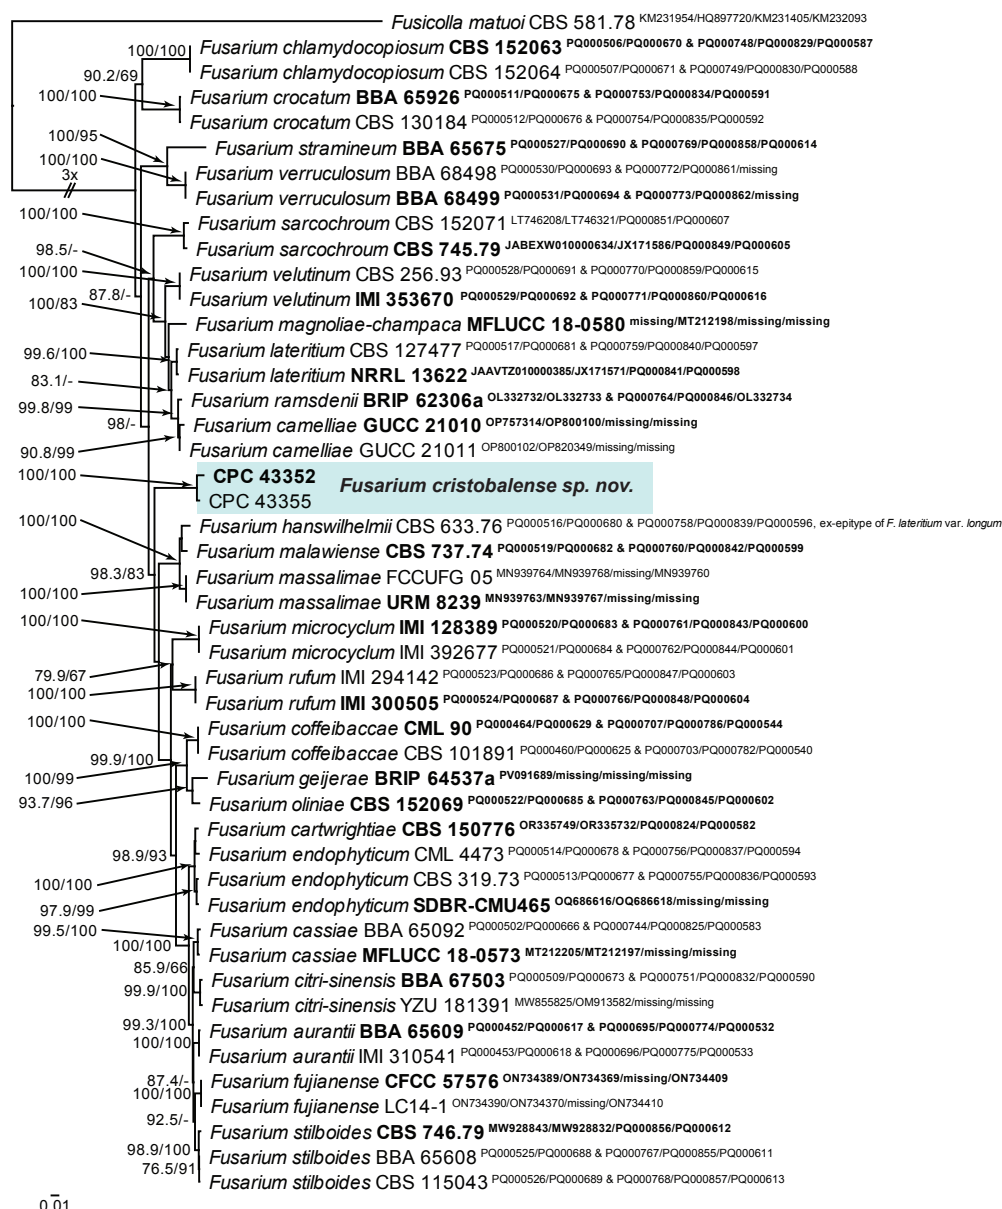 Fusicolla matuoi CBS 581.78 KM231954/HQ897720/KM231405/KM232093
100/100 Fusarium chlamydocopiosum CBS 152063 PQ000506/PQ000670 & PQ000748/PQ000829/PQ000587
90.2/69 Fusarium chlamydocopiosum CBS 152064 PQ000507/PQ000671 & PQ000749/PQ000830/PQ000588
100/100 Fusarium crocatum BBA 65926 PQ000511/PQ000675 & PQ000753/PQ000834/PQ000591
Fusarium crocatum CBS 130184 PQ000512/PQ000676 & PQ000754/PQ000835/PQ000592
100/95 Fusarium stramineum BBA 65675 PQ000527/PQ000690 & PQ000769/PQ000858/PQ000614
100/100 Fusarium verruculosum BBA 68498 PQ000530/PQ000693 & PQ000772/PQ000861/missing
3x Fusarium verruculosum BBA 68499 PQ000531/PQ000694 & PQ000773/PQ000862/missing
100/100 Fusarium sarcochroum CBS 152071 LT746208/LT746321/PQ000851/PQ000607
98.5/- Fusarium sarcochroum CBS 745.79 JABEXW010000634/JX171586/PQ000849/PQ000605
100/100 Fusarium velutinum CBS 256.93 PQ000528/PQ000691 & PQ000770/PQ000859/PQ000615
87.8/- Fusarium velutinum IMI 353670 PQ000529/PQ000692 & PQ000771/PQ000860/PQ000616
100/83 Fusarium magnoliae-champaca MFLUCC 18-0580 missing/MT212198/missing/missing
99.6/100 Fusarium lateritium CBS 127477 PQ000517/PQ000681 & PQ000759/PQ000840/PQ000597
83.1/- Fusarium lateritium NRRL 13622 JAAVTZ010000385/JX171571/PQ000841/PQ000598
99.8/99 Fusarium ramsdenii BRIP 62306a OL332732/OL332733 & PQ000764/PQ000846/OL332734
98/- Fusarium camelliae GUCC 21010 OP757314/OP800100/missing/missing
90.8/99 Fusarium camelliae GUCC 21011 OP800102/OP820349/missing/missing
100/100 CPC 43352 Fusarium cristobalense sp. nov.
CPC 43355
100/100 Fusarium hanswilhelmii CBS 633.76 PQ000516/PQ000680 & PQ000758/PQ000839/PQ000596, ex-epitype of F. lateritium var. longum
Fusarium malawiense CBS 737.74 PQ000519/PQ000682 & PQ000760/PQ000842/PQ000599
98.3/83 Fusarium massalimae FCCUFG 05 MN939764/MN939768/missing/MN939760
100/100 Fusarium massalimae URM 8239 MN939763/MN939767/missing/missing
100/100 Fusarium microcyclum IMI 128389 PQ000520/PQ000683 & PQ000761/PQ000843/PQ000600
Fusarium microcyclum IMI 392677 PQ000521/PQ000684 & PQ000762/PQ000844/PQ000601
79.9/67 Fusarium rufum IMI 294142 PQ000523/PQ000686 & PQ000765/PQ000847/PQ000603
100/100 Fusarium rufum IMI 300505 PQ000524/PQ000687 & PQ000766/PQ000848/PQ000604
100/100 Fusarium coffeibaccae CML 90 PQ000464/PQ000629 & PQ000707/PQ000786/PQ000544
99.9/100 Fusarium coffeibaccae CBS 101891 PQ000460/PQ000625 & PQ000703/PQ000782/PQ000540
100/99 Fusarium geijerae BRIP 64537a PV091689/missing/missing/missing
93.7/96 Fusarium oliniae CBS 152069 PQ000522/PQ000685 & PQ000763/PQ000845/PQ000602
Fusarium cartwrightiae CBS 150776 OR335749/OR335732/PQ000824/PQ000582
98.9/93 Fusarium endophyticum CML 4473 PQ000514/PQ000678 & PQ000756/PQ000837/PQ000594
100/100 Fusarium endophyticum CBS 319.73 PQ000513/PQ000677 & PQ000755/PQ000836/PQ000593
97.9/99 Fusarium endophyticum SDBR-CMU465 OQ686616/OQ686618/missing/missing
99.5/100 Fusarium cassiae BBA 65092 PQ000502/PQ000666 & PQ000744/PQ000825/PQ000583
100/100 Fusarium cassiae MFLUCC 18-0573 MT212205/MT212197/missing/missing
85.9/66 Fusarium citri-sinensis BBA 67503 PQ000509/PQ000673 & PQ000751/PQ000832/PQ000590
99.9/100 Fusarium citri-sinensis YZU 181391 MW855825/OM913582/missing/missing
99.3/100 Fusarium aurantii BBA 65609 PQ000452/PQ000617 & PQ000695/PQ000774/PQ000532
100/100 Fusarium aurantii IMI 310541 PQ000453/PQ000618 & PQ000696/PQ000775/PQ000533
87.4/- Fusarium fujianense CFCC 57576 ON734389/ON734369/missing/ON734409
100/100 Fusarium fujianense LC14-1 ON734390/ON734370/missing/ON734410
92.5/- Fusarium stilboides CBS 746.79 MW928843/MW928832/PQ000856/PQ000612
98.9/100 Fusarium stilboides BBA 65608 PQ000525/PQ000688 & PQ000767/PQ000855/PQ000611
76.5/91 Fusarium stilboides CBS 115043 PQ000526/PQ000689 & PQ000768/PQ000857/PQ000613
0.01